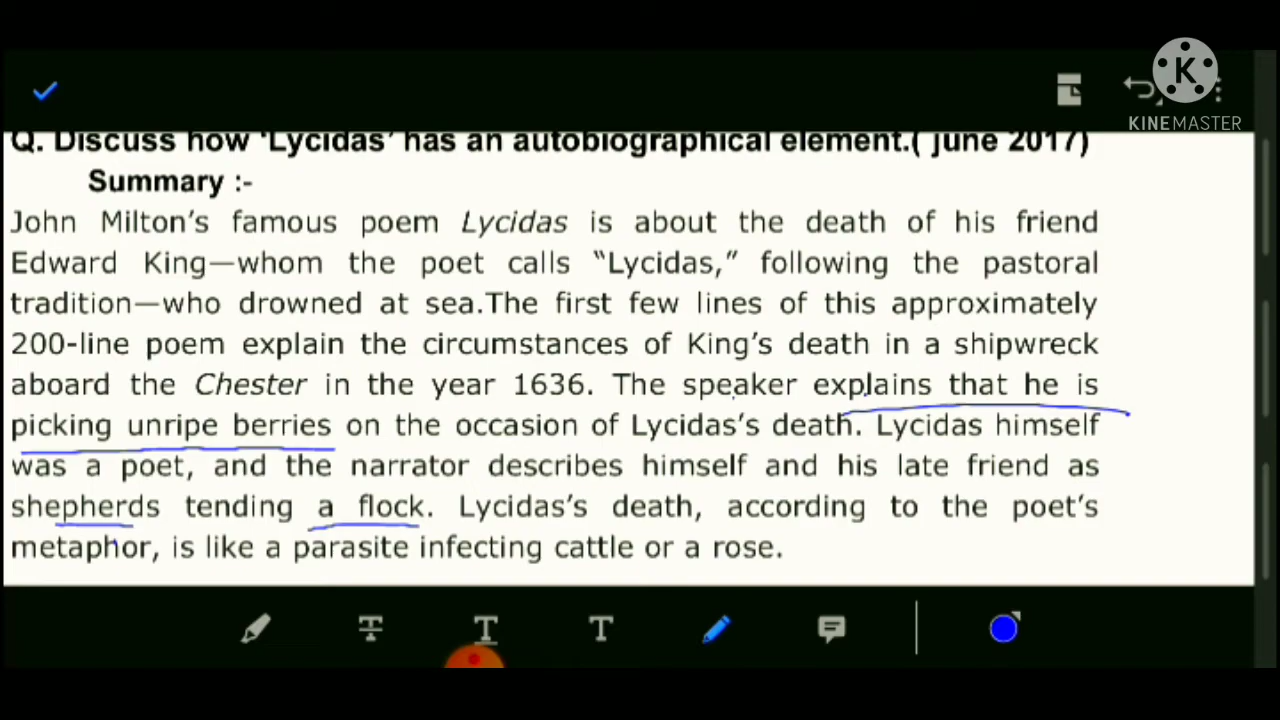 KINEMASTER
Q. Discuss how 'Lycidas' has an autobiographical element.( june 2017)
Summary :-
John Milton's famous poem Lycidas is about the death of his friend
Edward King—whom the poet calls "Lycidas," following the pastoral
tradition—who drowned at sea.The first few lines of this approximately
200-line poem explain the circumstances of King's death in a shipwreck
aboard the Chester in the year 1636. The speaker explains that he is
picking unripe berries on the occasion of Lycidas's death. Lycidas himself
was a poet, and the narrator describes himself and his late friend as
shepherds tending a flock. Lycidas's death, according to the poet's
metaphor, is like a parasite infecting cattle or a rose.